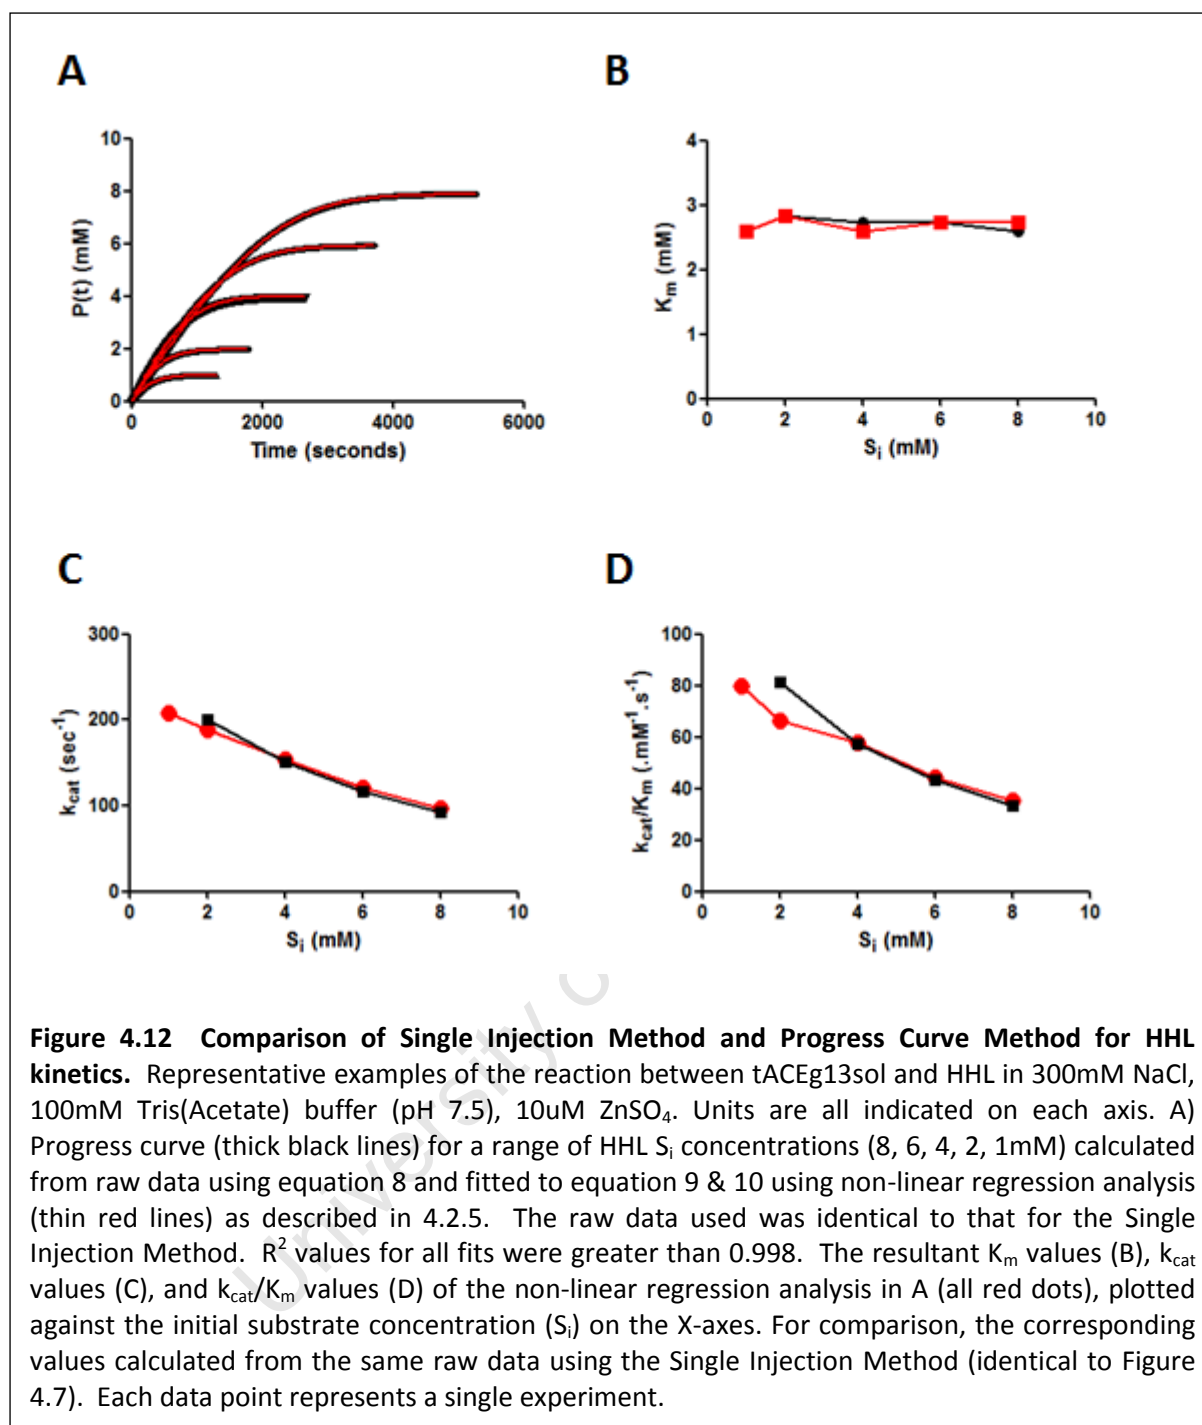 A
B
10
8
6
4
2
0
P(t) (mM)
0 2000 4000 6000
Time (seconds)
4
3
2
1
0
Kₘ (mM)
0 2 4 6 8 10
Sᵢ (mM)
C
D
300
200
100
0
k_cat (sec⁻¹)
0 2 4 6 8 10
Sᵢ (mM)
100
80
60
40
20
0
k_cat/Kₘ (.mM⁻¹.s⁻¹)
0 2 4 6 8 10
Sᵢ (mM)
Figure 4.12 Comparison of Single Injection Method and Progress Curve Method for HHL
kinetics. Representative examples of the reaction between tACEg13sol and HHL in 300mM NaCl,
100mM Tris(Acetate) buffer (pH 7.5), 10uM ZnSO₄. Units are all indicated on each axis. A)
Progress curve (thick black lines) for a range of HHL Sᵢ concentrations (8, 6, 4, 2, 1mM) calculated
from raw data using equation 8 and fitted to equation 9 & 10 using non-linear regression analysis
(thin red lines) as described in 4.2.5. The raw data used was identical to that for the Single
Injection Method. R² values for all fits were greater than 0.998. The resultant Kₘ values (B), k_cat
values (C), and k_cat/Kₘ values (D) of the non-linear regression analysis in A (all red dots), plotted
against the initial substrate concentration (Sᵢ) on the X-axes. For comparison, the corresponding
values calculated from the same raw data using the Single Injection Method (identical to Figure
4.7). Each data point represents a single experiment.
University